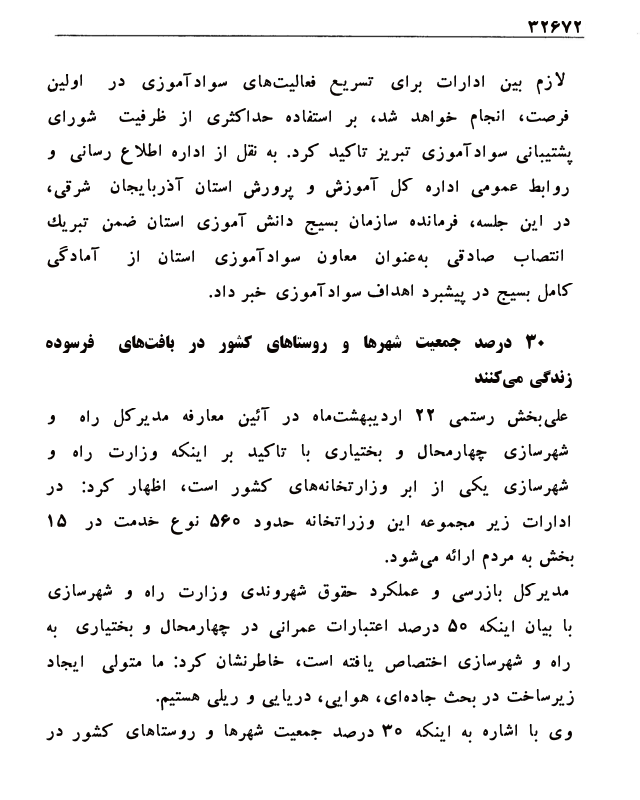 ۳۲۶۷۲
لازم بین ادارات برای تسریع فعالیت‌های سوادآموزی در اولین
فرصت، انجام خواهد شد، بر استفاده حداکثری از ظرفیت شورای
پشتیبانی سوادآموزی تبریز تاکید کرد. به نقل از اداره اطلاع رسانی و
روابط عمومی اداره کل آموزش و پرورش استان آذربایجان شرقی،
در این جلسه، فرمانده سازمان بسیج دانش آموزی استان ضمن تبریك
انتصاب صادقی به‌عنوان معاون سوادآموزی استان از آمادگی
کامل بسیج در پیشبرد اهداف سوادآموزی خبر داد.
۳۰ درصد جمعیت شهرها و روستاهای کشور در بافت‌های فرسوده
زندگی می‌کنند
علی‌بخش رستمی ۲۲ اردیبهشت‌ماه در آئین معارفه مدیرکل راه و
شهرسازی چهارمحال و بختیاری با تاکید بر اینکه وزارت راه و
شهرسازی یکی از ابر وزارتخانه‌های کشور است، اظهار کرد: در
ادارات زیر مجموعه این وزراتخانه حدود ۵۶۰ نوع خدمت در ۱۵
بخش به مردم ارائه می‌شود.
مدیرکل بازرسی و عملکرد حقوق شهروندی وزارت راه و شهرسازی
با بیان اینکه ۵۰ درصد اعتبارات عمرانی در چهارمحال و بختیاری به
راه و شهرسازی اختصاص یافته است، خاطرنشان کرد: ما متولی ایجاد
زیرساخت در بحث جاده‌ای، هوایی، دریایی و ریلی هستیم.
وی با اشاره به اینکه ۳۰ درصد جمعیت شهرها و روستاهای کشور در